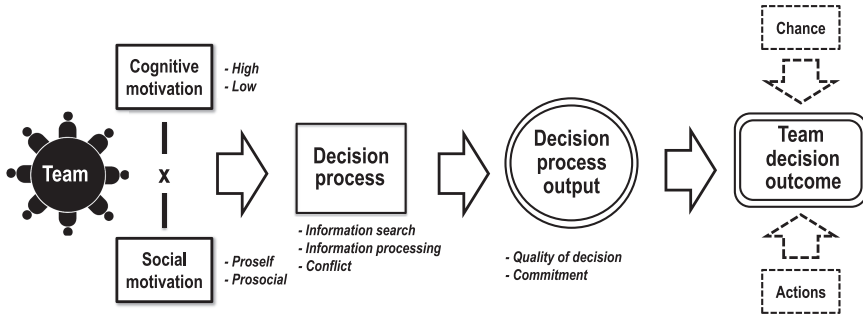 Team
Cognitive
motivation
- High
- Low
x
Social
motivation
- Proself
- Prosocial
Decision
process
- Information search
- Information processing
- Conflict
Decision
process
output
- Quality of decision
- Commitment
Chance
Team
decision
outcome
Actions